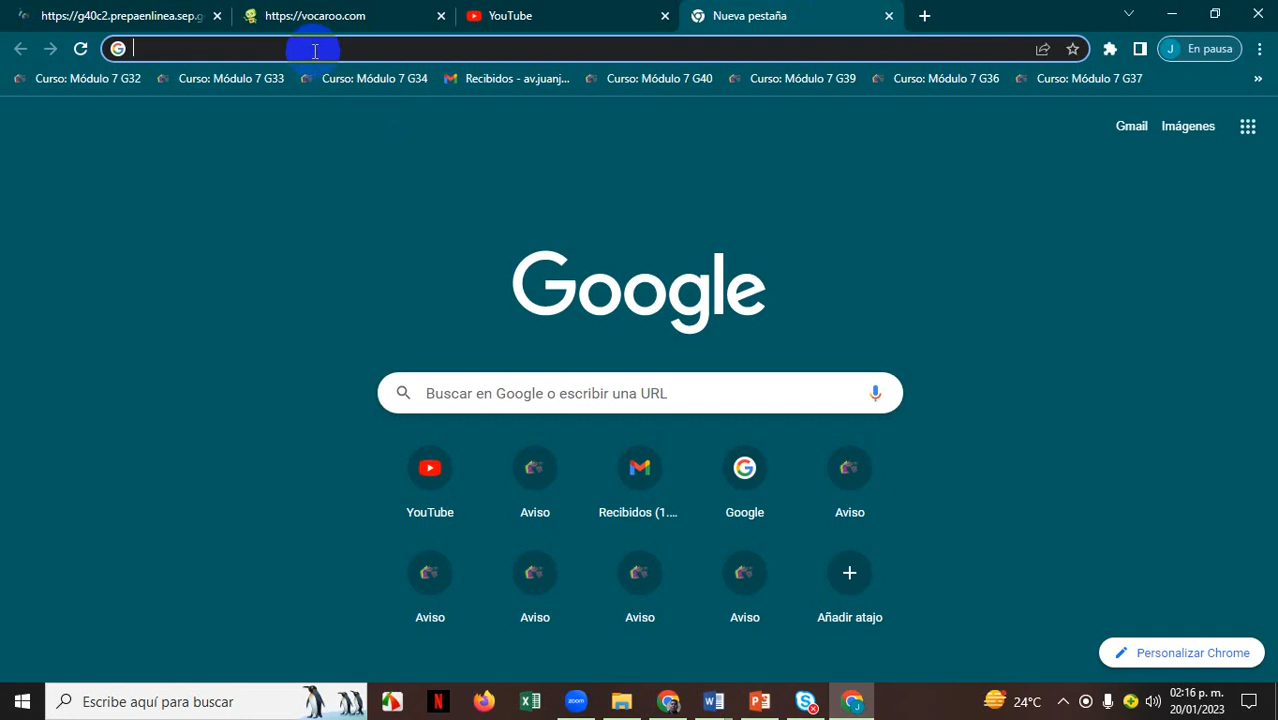 https://g40c2.prepaenlinea.sep.g
https://vocaroo.com
YouTube
Nueva pestaña
En pausa
J
Curso: Módulo 7 G32
Curso: Módulo 7 G33
Curso: Módulo 7 G34
Recibidos - av.juanj...
Curso: Módulo 7 G40
Curso: Módulo 7 G39
Curso: Módulo 7 G36
Curso: Módulo 7 G37
Gmail
Imágenes
Google
Buscar en Google o escribir una URL
YouTube
Aviso
Recibidos (1....
Google
Aviso
Aviso
Aviso
Aviso
Aviso
Añadir atajo
Personalizar Chrome
Escribe aquí para buscar
24°C
02:16 p. m.
20/01/2023